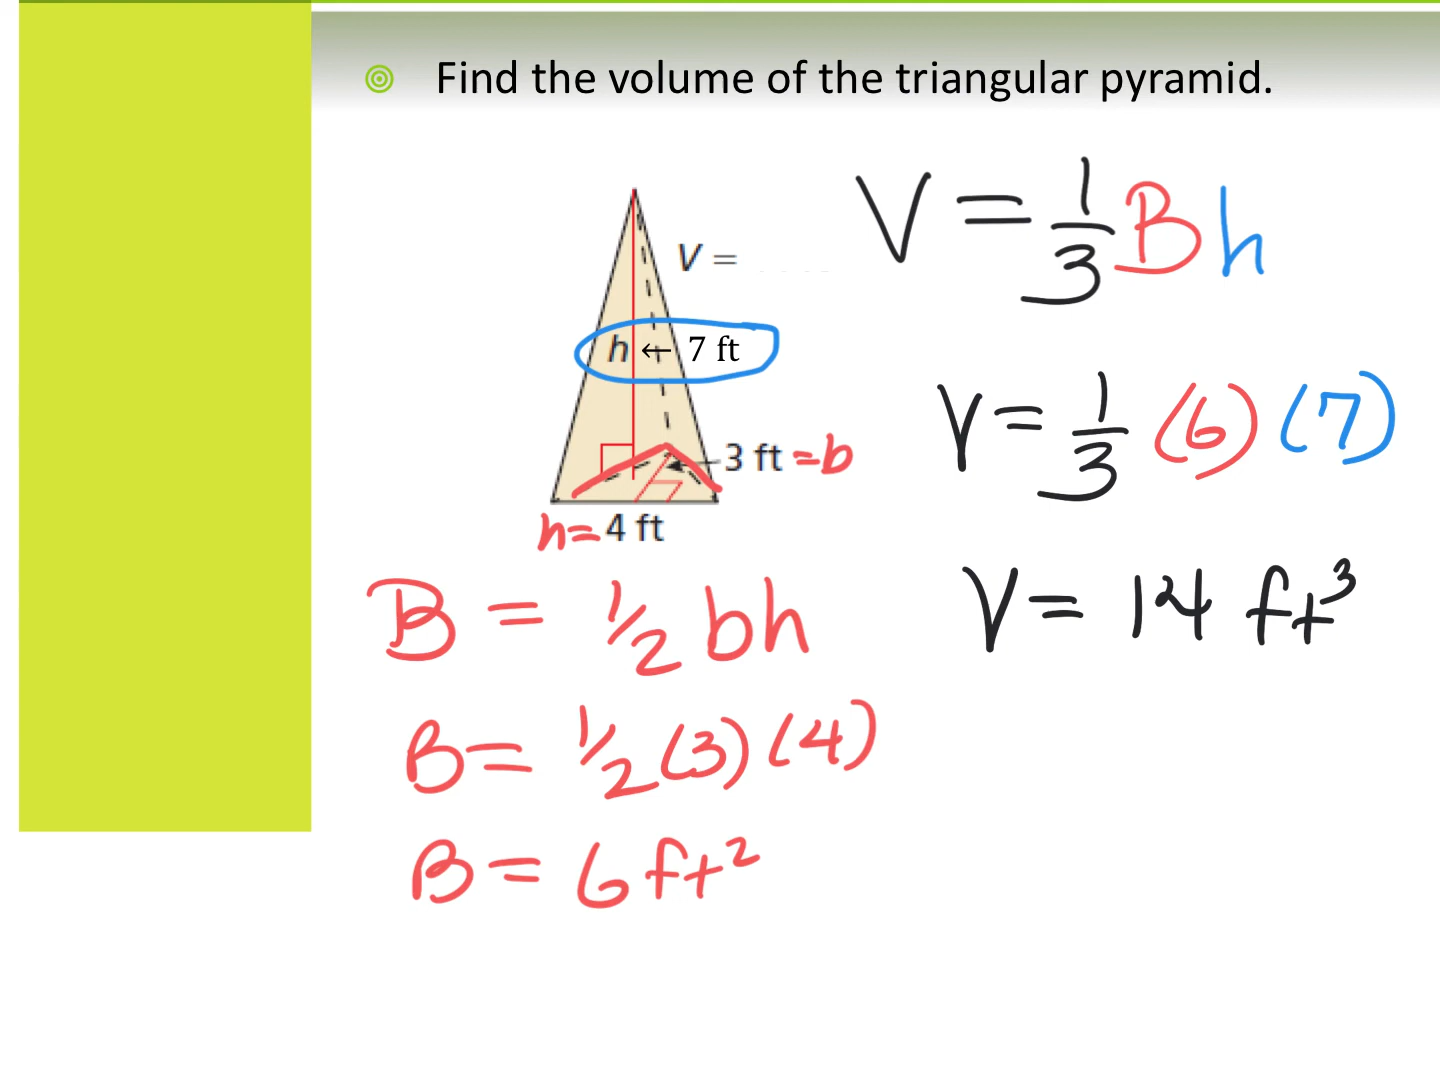 Find the volume of the triangular pyramid.
V = 1/3 B h
V =
h ← 7 ft
V = 1/3 (6) (7)
3 ft = b
h = 4 ft
B = 1/2 bh
V = 14 ft³
B = 1/2 (3) (4)
B = 6 ft²